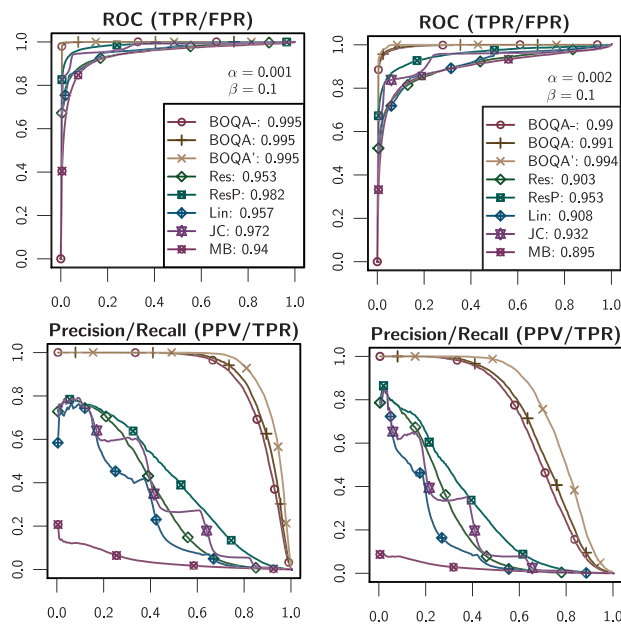 ROC (TPR/FPR)
1.0
0.8
0.6
0.4
0.2
0.0
α = 0.001
β = 0.1
BOQA-: 0.995
BOQA: 0.995
BOQA': 0.995
Res: 0.953
ResP: 0.982
Lin: 0.957
JC: 0.972
MB: 0.94
0.0 0.2 0.4 0.6 0.8 1.0
ROC (TPR/FPR)
1.0
0.8
0.6
0.4
0.2
0.0
α = 0.002
β = 0.1
BOQA-: 0.99
BOQA: 0.991
BOQA': 0.994
Res: 0.903
ResP: 0.953
Lin: 0.908
JC: 0.932
MB: 0.895
0.0 0.2 0.4 0.6 0.8 1.0
Precision/Recall (PPV/TPR)
1.0
0.8
0.6
0.4
0.2
0.0
0.0 0.2 0.4 0.6 0.8 1.0
Precision/Recall (PPV/TPR)
1.0
0.8
0.6
0.4
0.2
0.0
0.0 0.2 0.4 0.6 0.8 1.0